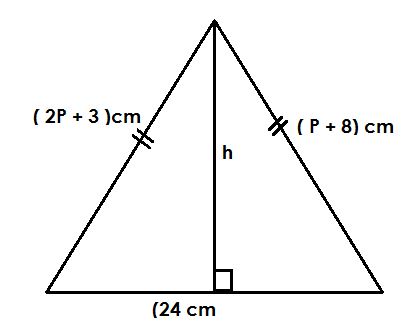 ( 2P + 3 )cm
( P + 8) cm
h
(24 cm